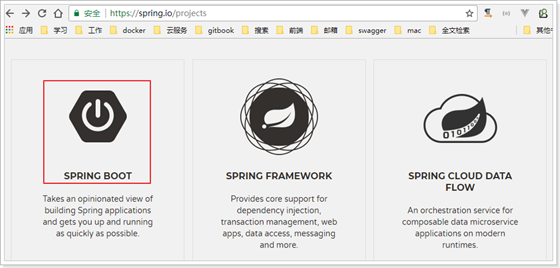 安全 https://spring.io/projects
应用 学习 工作 docker 云服务 gitbook 搜索 前端 邮箱 swagger mac 全文检索 其他
SPRING BOOT
Takes an opinionated view of
building Spring applications
and gets you up and running
as quickly as possible.
SPRING FRAMEWORK
Provides core support for
dependency injection,
transaction management, web
apps, data access, messaging
and more.
010110
SPRING CLOUD DATA
FLOW
An orchestration service for
composable data microservice
applications on modern
runtimes.